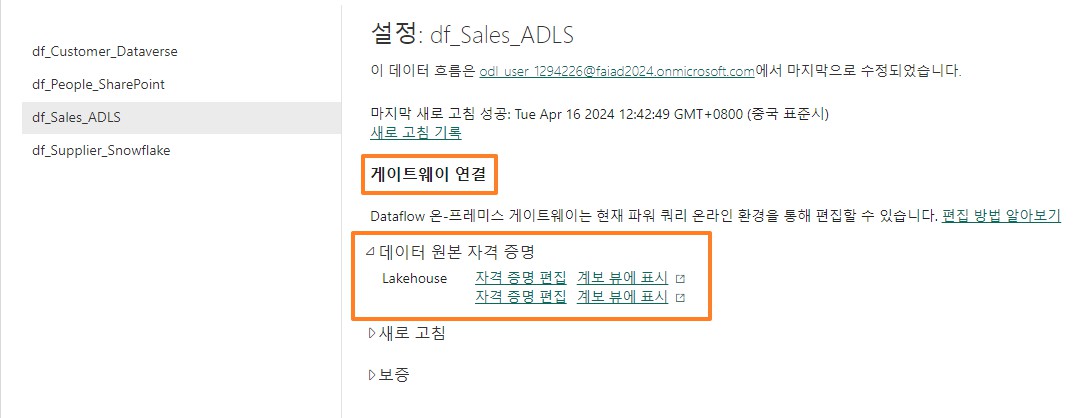 df_Customer_Dataverse
df_People_SharePoint
df_Sales_ADLS
df_Supplier_Snowflake
설정: df_Sales_ADLS
이 데이터 흐름은 odl_user_1294226@faiad2024.onmicrosoft.com에서 마지막으로 수정되었습니다.
마지막 새로 고침 성공: Tue Apr 16 2024 12:42:49 GMT+0800 (중국 표준시)
새로 고침 기록
게이트웨이 연결
Dataflow 온-프레미스 게이트웨이는 현재 파워 쿼리 온라인 환경을 통해 편집할 수 있습니다. 편집 방법 알아보기
데이터 원본 자격 증명
Lakehouse 자격 증명 편집 계보 뷰에 표시
자격 증명 편집 계보 뷰에 표시
새로 고침
보증